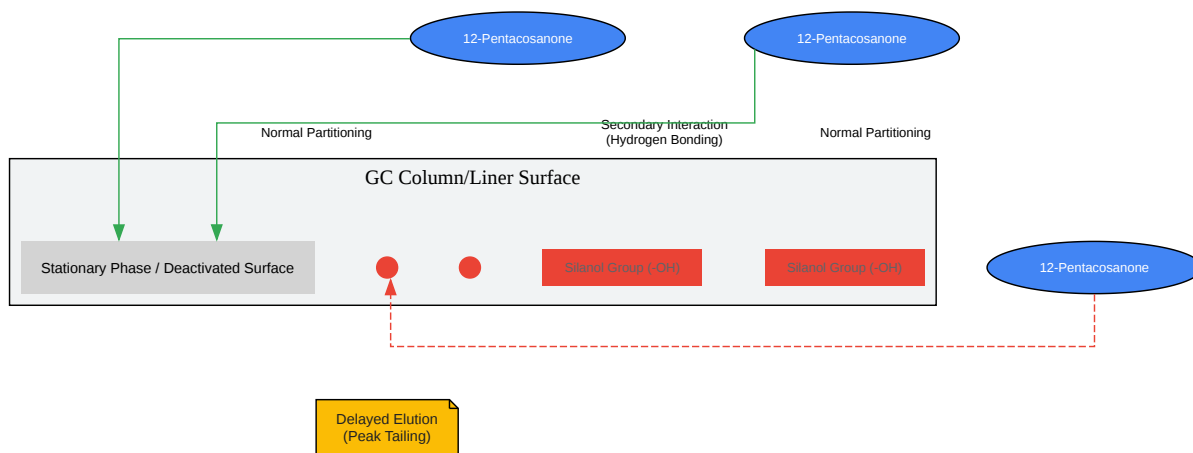 12-Pentacosanone
12-Pentacosanone
Normal Partitioning
Secondary Interaction
(Hydrogen Bonding)
Normal Partitioning
GC Column/Liner Surface
Stationary Phase / Deactivated Surface
Silanol Group (-OH)
Silanol Group (-OH)
12-Pentacosanone
Delayed Elution
(Peak Tailing)